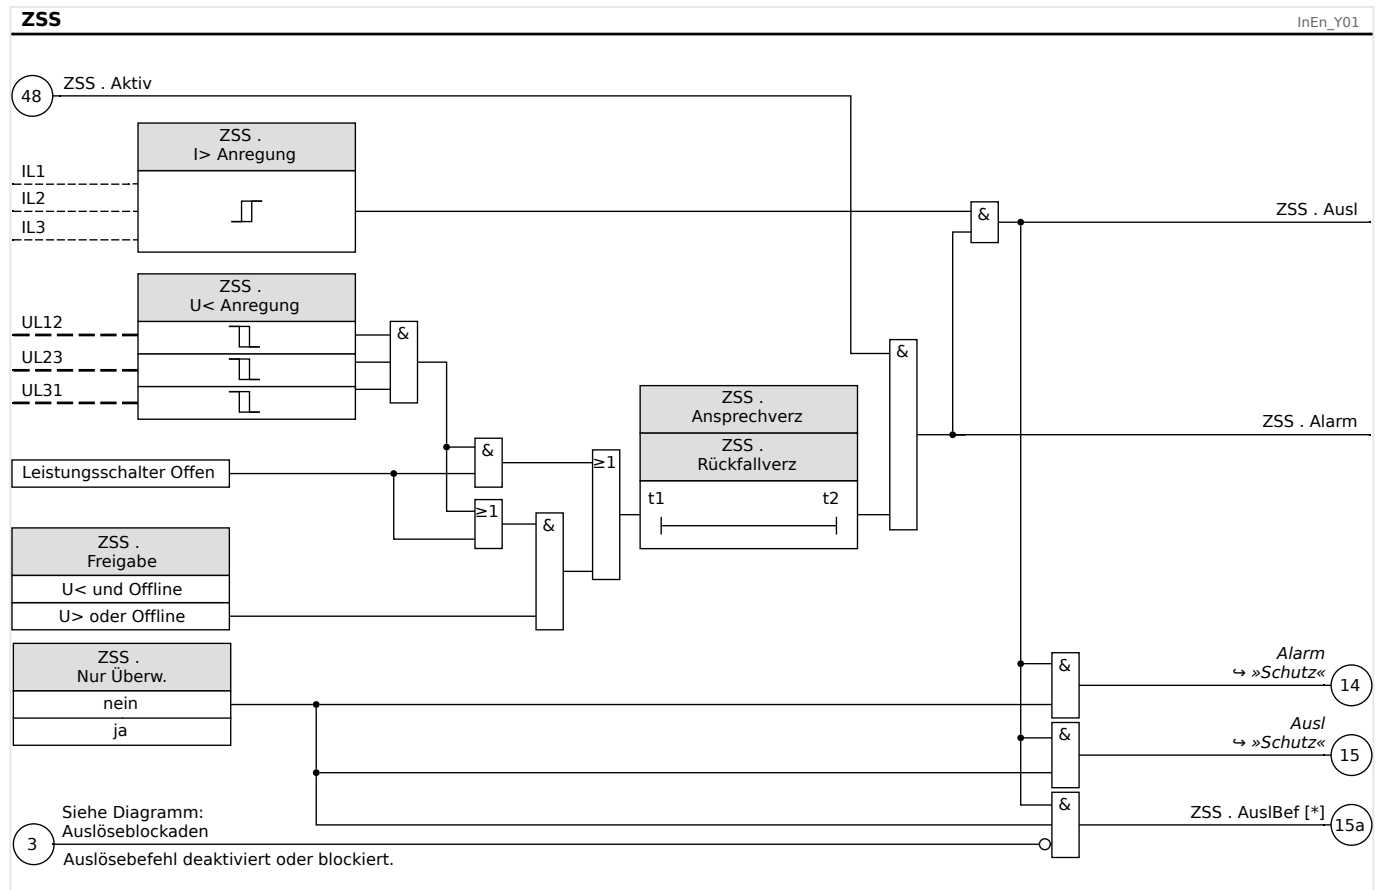 ZSS
InEn_Y01
48
ZSS . Aktiv
ZSS .
I> Anregung
IL1
IL2
IL3
&
ZSS . Ausl
ZSS .
U< Anregung
UL12
UL23
UL31
&
&
ZSS .
Ansprechverz
ZSS .
Rückfallverz
t1
t2
ZSS . Alarm
Leistungsschalter Offen
&
≥1
≥1
&
ZSS .
Freigabe
U< und Offline
U> oder Offline
ZSS .
Nur Überw.
nein
ja
&
Alarm
↪ »Schutz«
14
&
Ausl
↪ »Schutz«
15
&
ZSS . AuslBef [*]
15a
3
Siehe Diagramm:
Auslöseblockaden
Auslösebefehl deaktiviert oder blockiert.